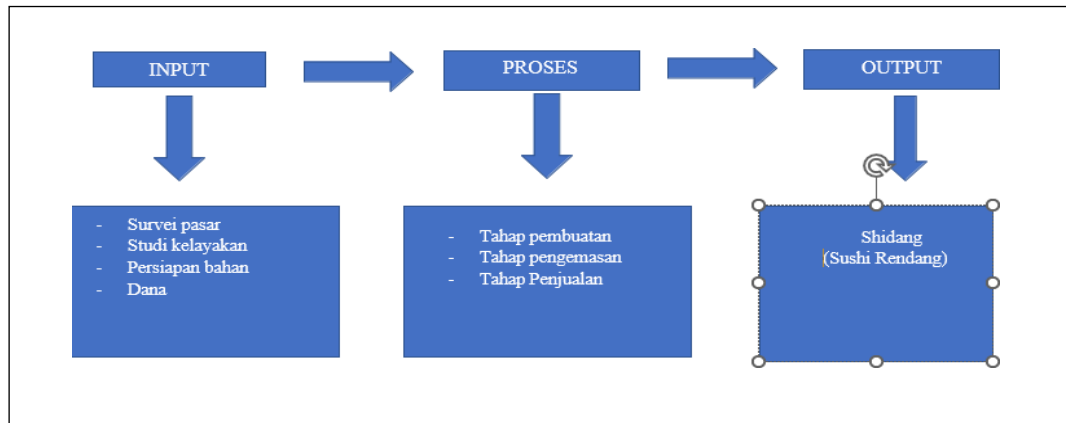 INPUT
PROSES
OUTPUT
- Survei pasar
- Studi kelayakan
- Persiapan bahan
- Dana
- Tahap pembuatan
- Tahap pengemasan
- Tahap Penjualan
Shidang
(Sushi Rendang)